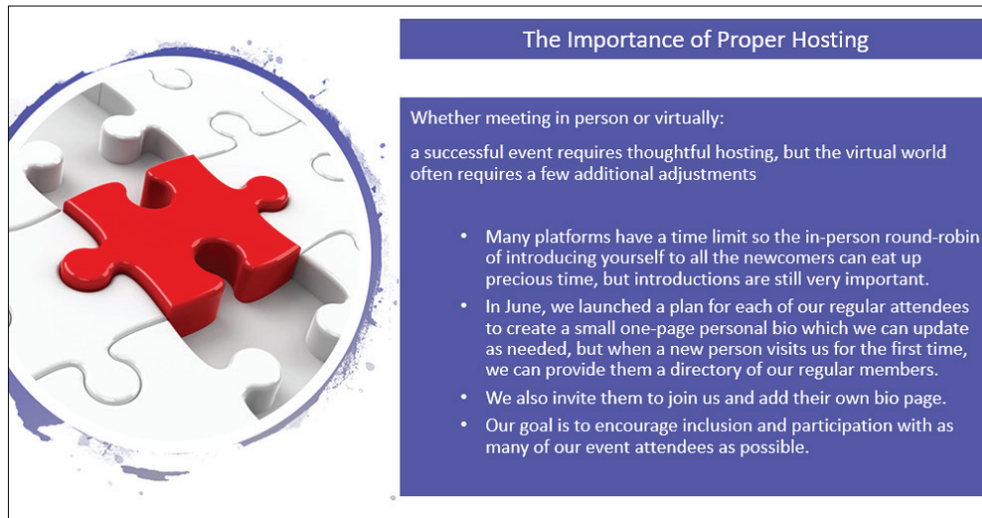 The Importance of Proper Hosting
Whether meeting in person or virtually:
a successful event requires thoughtful hosting, but the virtual world
often requires a few additional adjustments
• Many platforms have a time limit so the in-person round-robin
of introducing yourself to all the newcomers can eat up
precious time, but introductions are still very important.
• In June, we launched a plan for each of our regular attendees
to create a small one-page personal bio which we can update
as needed, but when a new person visits us for the first time,
we can provide them a directory of our regular members.
• We also invite them to join us and add their own bio page.
• Our goal is to encourage inclusion and participation with as
many of our event attendees as possible.